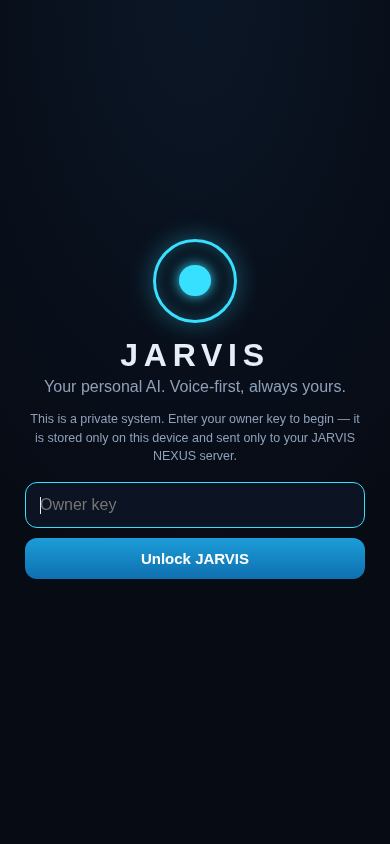 JARVIS
Your personal AI. Voice-first, always yours.
This is a private system. Enter your owner key to begin — it
is stored only on this device and sent only to your JARVIS
NEXUS server.
Owner key
Unlock JARVIS